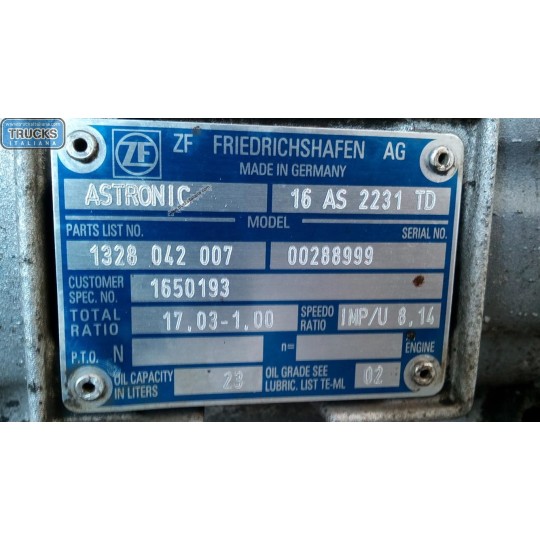 TRUCKS
ITALIANA
ZF FRIEDRICHSHAFEN AG
MADE IN GERMANY
ZF
ASTRONIC 16 AS 2231 TD
MODEL
PARTS LIST NO. SERIAL NO.
1328 042 007 00288999
CUSTOMER
SPEC. NO. 1650193
TOTAL
RATIO 17,03-1,00 SPEEDO
RATIO IMP/U 8.14
P.T.O. N n= ENGINE
OIL CAPACITY
IN LITERS 23 OIL GRADE SEE
LUBRIC. LIST TE-ML 02